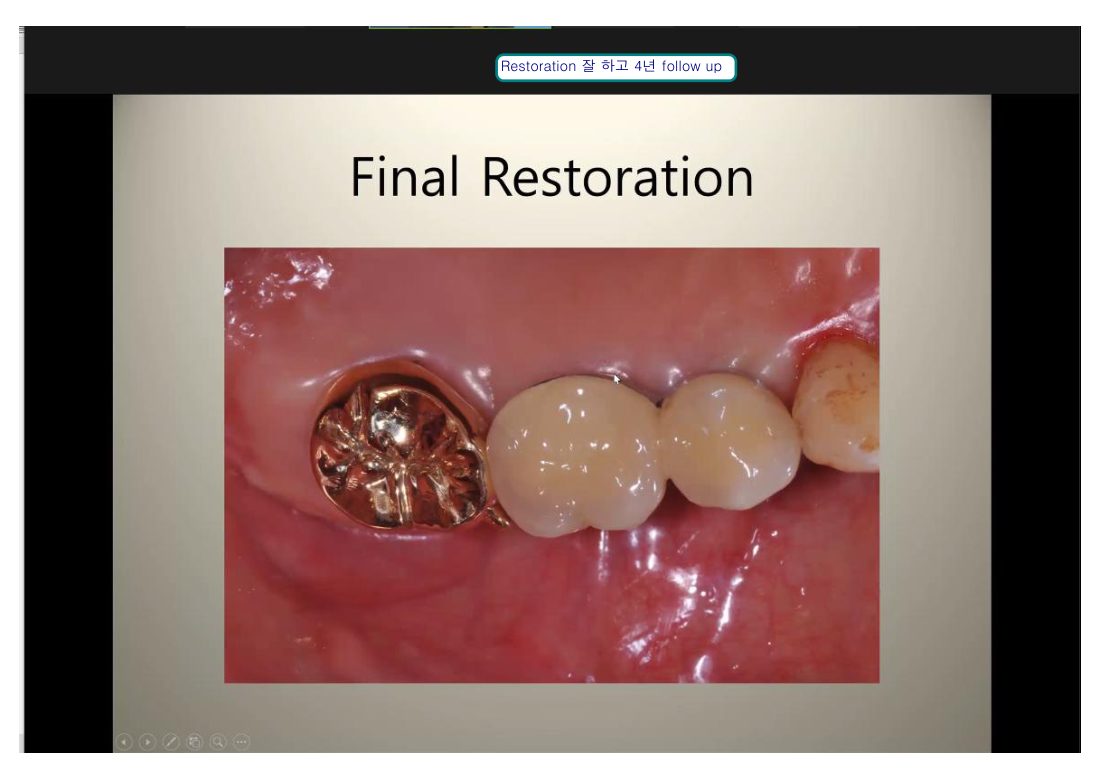 Restoration 잘 하고 4년 follow up
Final Restoration